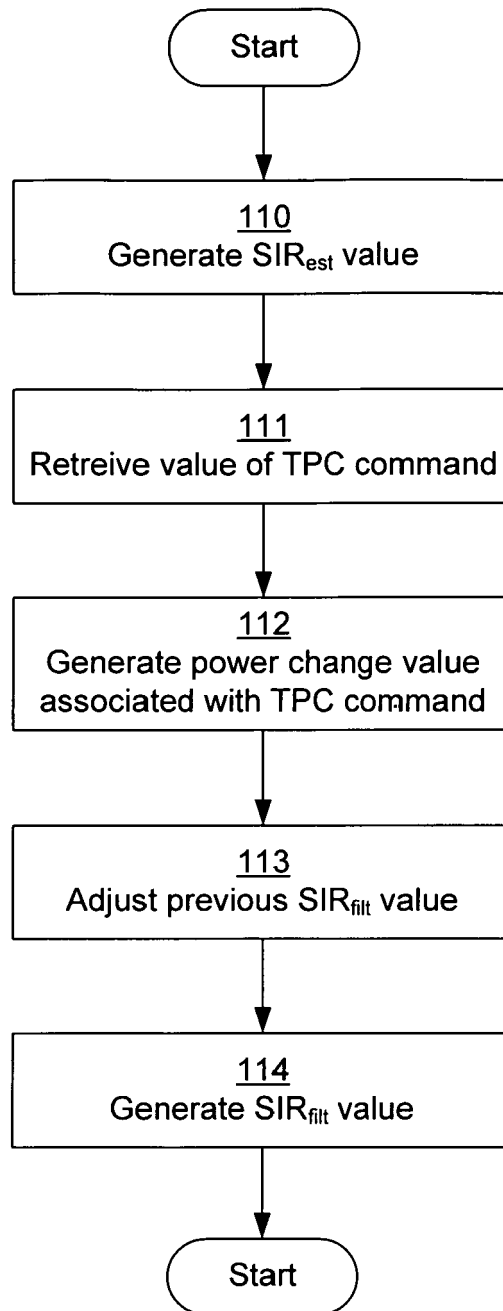 Start
110
Generate SIRest value
111
Retreive value of TPC command
112
Generate power change value
associated with TPC command
113
Adjust previous SIRfilt value
114
Generate SIRfilt value
Start